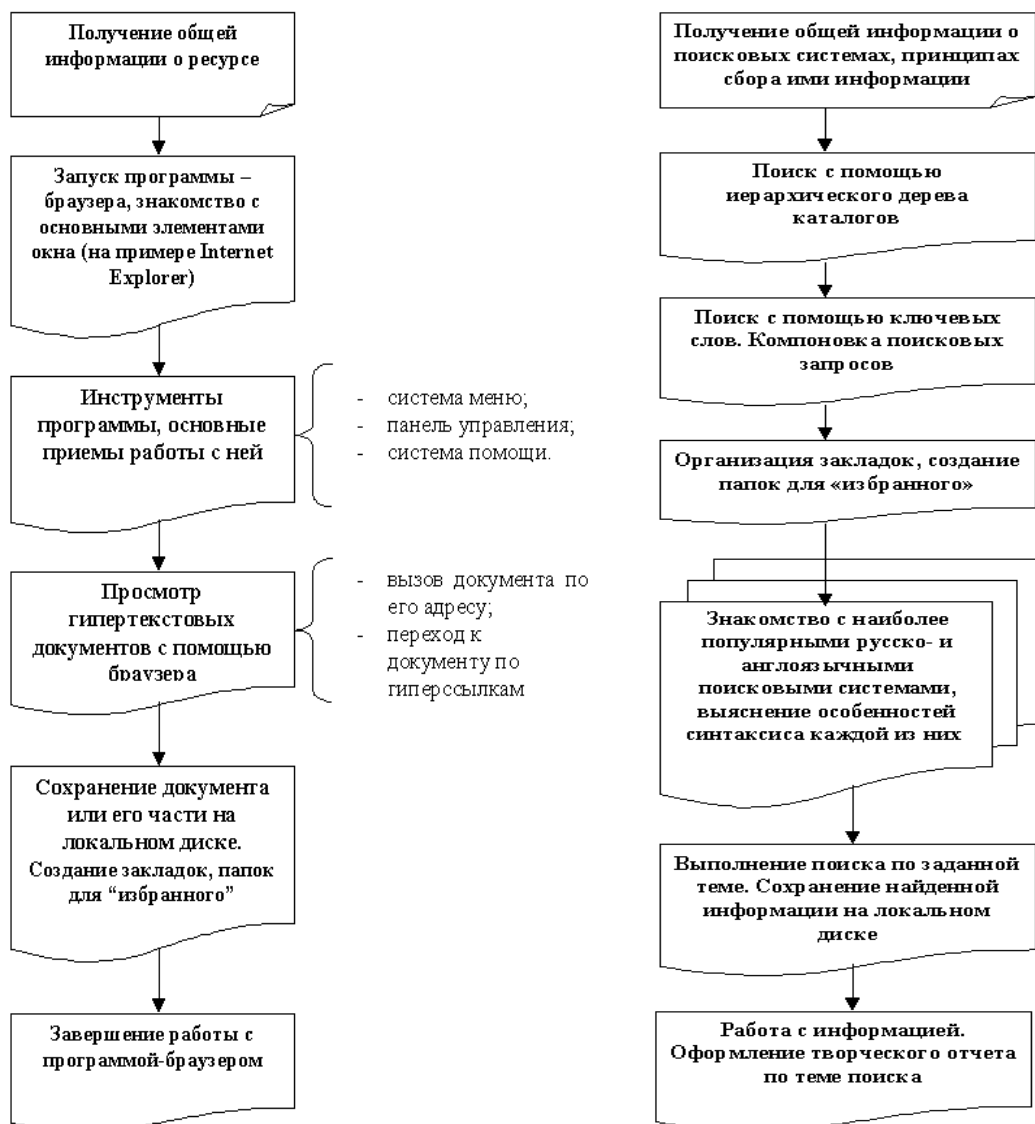 Получение общей
информации о ресурсе
Запуск программы –
браузера, знакомство с
основными элементами
окна (на примере Internet
Explorer)
Инструменты
программы, основные
приемы работы с ней
- система меню;
- панель управления;
- система помощи.
Просмотр
гипертекстовых
документов с помощью
браузера
- вызов документа по
его адресу;
- переход к
документу по
гиперссылкам
Сохранение документа
или его части на
локальном диске.
Создание закладок, папок
для “избранного”
Завершение работы с
программой-браузером
Получение общей информации о
поисковых системах, принципах
сбора ими информации
Поиск с помощью
иерархического дерева
каталогов
Поиск с помощью ключевых
слов. Компоновка поисковых
запросов
Организация закладок, создание
папок для «избранного»
Знакомство с наиболее
популярными русско- и
англоязычными
поисковыми системами,
выяснение особенностей
синтаксиса каждой из них
Выполнение поиска по заданной
теме. Сохранение найденной
информации на локальном
диске
Работа с информацией.
Оформление творческого отчета
по теме поиска